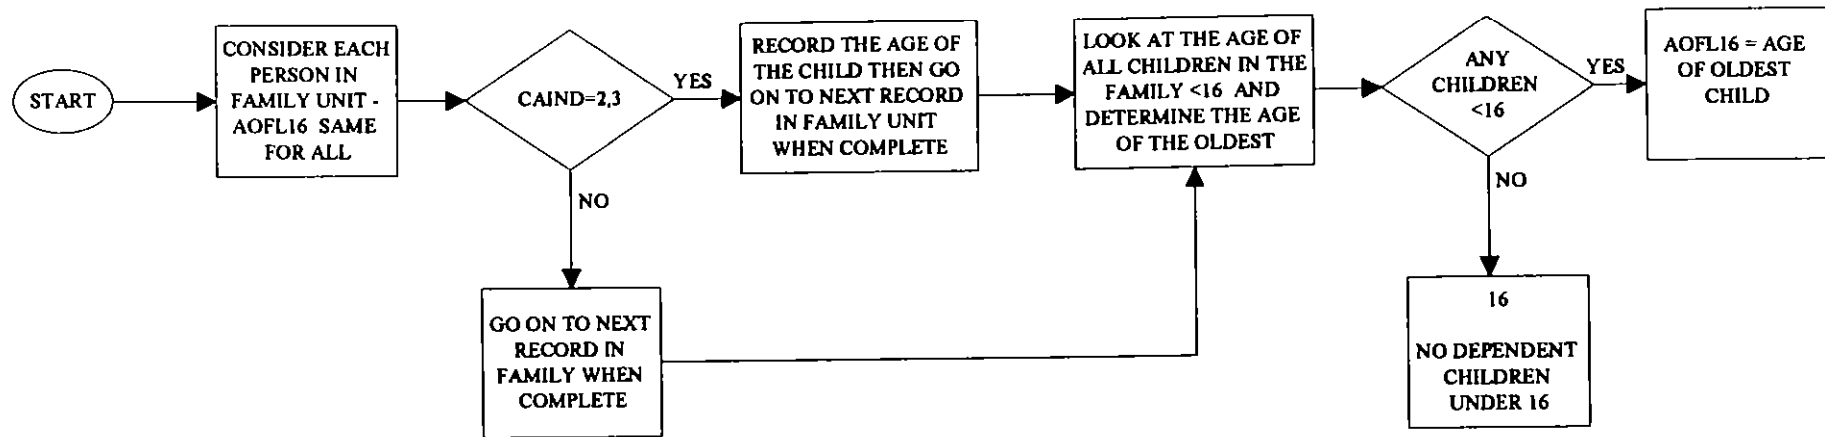 START
CONSIDER EACH
PERSON IN
FAMILY UNIT -
AOFL16 SAME
FOR ALL
CAIND=2,3
YES
NO
RECORD THE AGE OF
THE CHILD THEN GO
ON TO NEXT RECORD
IN FAMILY UNIT
WHEN COMPLETE
GO ON TO NEXT
RECORD IN
FAMILY WHEN
COMPLETE
LOOK AT THE AGE OF
ALL CHILDREN IN THE
FAMILY <16 AND
DETERMINE THE AGE
OF THE OLDEST
ANY
CHILDREN
<16
YES
NO
AOFL16 = AGE
OF OLDEST
CHILD
16
NO DEPENDENT
CHILDREN
UNDER 16